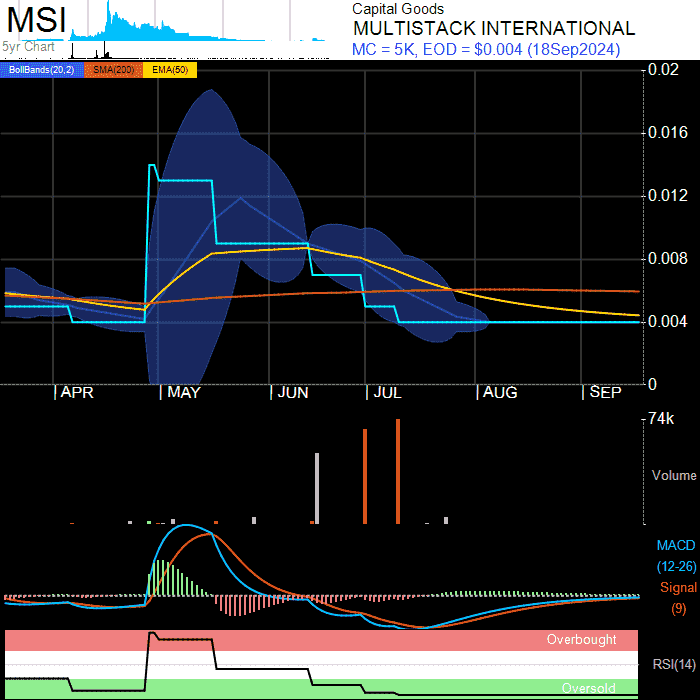 MSI
Capital Goods
MULTISTACK INTERNATIONAL
5yr Chart
MC = 5K, EOD = $0.004 (18Sep2024)
BollBands(20,2) SMA(200) EMA(50)
0.02
0.016
0.012
0.008
0.004
0
APR MAY JUN JUL AUG SEP
74k
Volume
MACD
(12-26)
Signal
(9)
Overbought
RSI(14)
Oversold